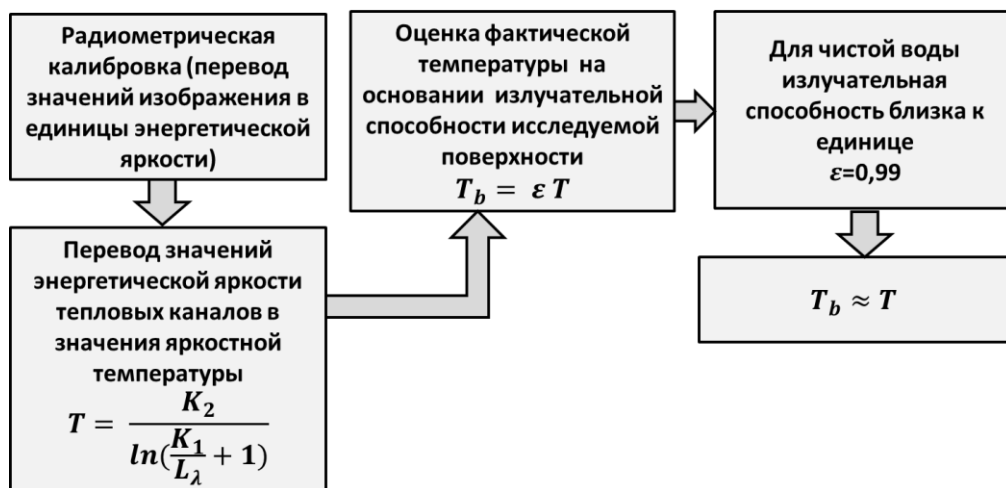 Радиометрическая
калибровка (перевод
значений изображения в
единицы энергетической
яркости)
Перевод значений
энергетической яркости
тепловых каналов в
значения яркостной
температуры
T = K₂ / ln(K₁/L_λ + 1)
Оценка фактической
температуры на
основании излучательной
способности исследуемой
поверхности
T_b = ε T
Для чистой воды
излучательная
способность близка к
единице
ε=0,99
T_b ≈ T